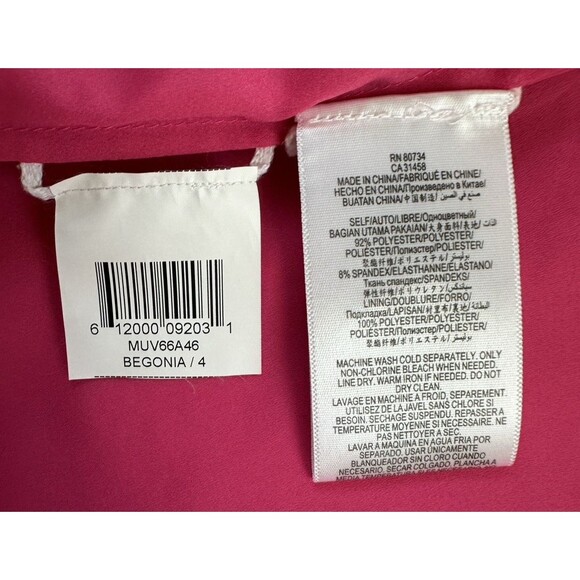 6 12000 09203 1
MUV66A46
BEGONIA / 4
RN 80734
CA 31458
MADE IN CHINA/FABRIQUÉ EN CHINE/
HECHO EN CHINA/Произведено в Китае/
BUATAN CHINA/中国制造/صنع في الصين
SELF/AUTO/LIBRE/Одноцветный/
BAGIAN UTAMA PAKAIAN/大身面料/表地/
92% POLYESTER/POLYESTER/
POLIÉSTER/Полиэстер/POLIESTER/
聚酯纤维/ポリエステル/بوليستر
8% SPANDEX/ELASTHANNE/ELASTANO/
Ткань спандекс/SPANDEKS/
弹性纤维/ポリウレタン/سباندكس
LINING/DOUBLURE/FORRO/
Подкладка/LAPISAN/里布/裏地/البطانة
100% POLYESTER/POLYESTER/
POLIÉSTER/Полиэстер/POLIESTER/
聚酯纤维/ポリエステル/بوليستر
MACHINE WASH COLD SEPARATELY. ONLY
NON-CHLORINE BLEACH WHEN NEEDED.
LINE DRY. WARM IRON IF NEEDED. DO NOT
DRY CLEAN.
LAVAGE EN MACHINE A FROID, SEPAREMENT.
UTILISEZ DE LA JAVEL SANS CHLORE SI
BESOIN. SECHAGE SUSPENDU. REPASSER A
TEMPERATURE MOYENNE SI NECESSAIRE. NE
PAS NETTOYER A SEC.
LAVAR A MAQUINA EN AGUA FRIA POR
SEPARADO. USAR ÚNICAMENTE
BLANQUEADOR SIN CLORO CUANDO
NECESARIO. SECAR COLGADO. PLANCHA A
MEDIA TEMPERATURA